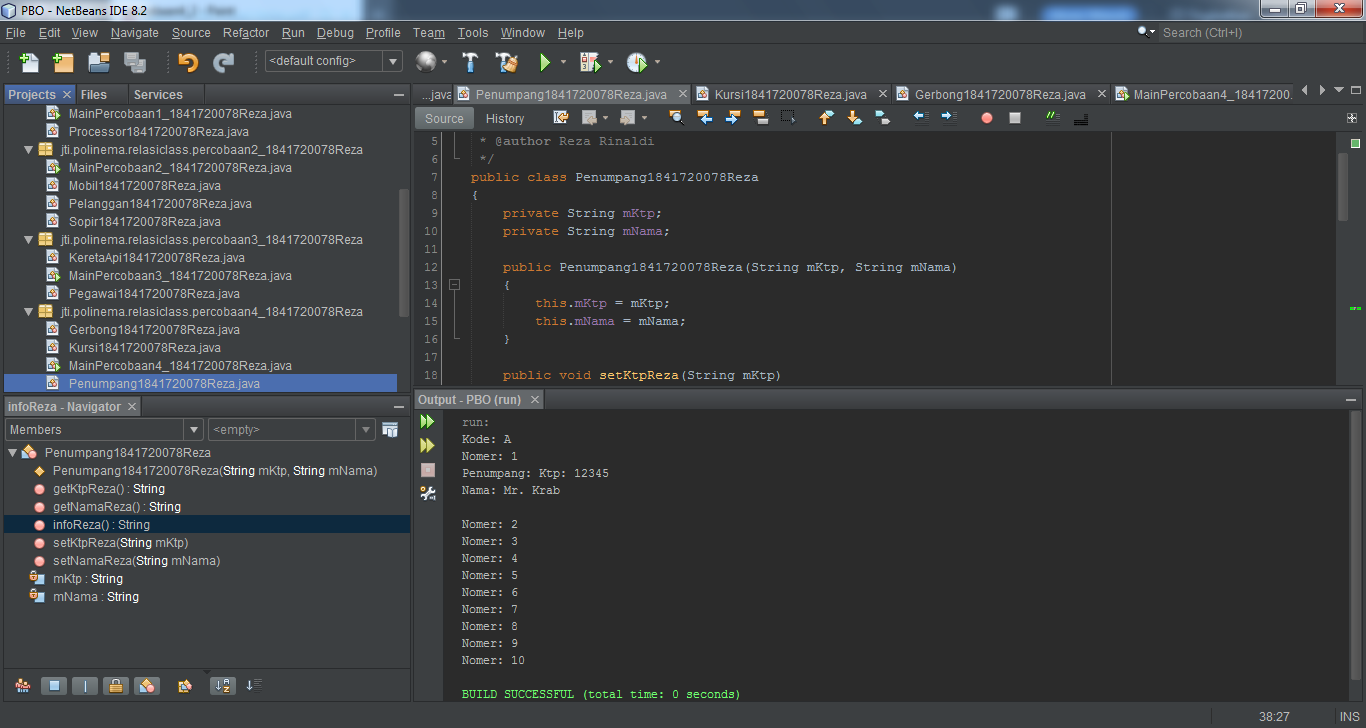 PBO - NetBeans IDE 8.2
File Edit View Navigate Source Refactor Run Debug Profile Team Tools Window Help
Search (Ctrl+I)
<default config>
Projects Files Services
MainPercobaan1_1841720078Reza.java
Processor1841720078Reza.java
jti.polinema.relasiclass.percobaan2_1841720078Reza
MainPercobaan2_1841720078Reza.java
Mobil1841720078Reza.java
Pelanggan1841720078Reza.java
Sopir1841720078Reza.java
jti.polinema.relasiclass.percobaan3_1841720078Reza
KeretaApi1841720078Reza.java
MainPercobaan3_1841720078Reza.java
Pegawai1841720078Reza.java
jti.polinema.relasiclass.percobaan4_1841720078Reza
Gerbong1841720078Reza.java
Kursi1841720078Reza.java
MainPercobaan4_1841720078Reza.java
Penumpang1841720078Reza.java
infoReza - Navigator
Members
<empty>
Penumpang1841720078Reza
Penumpang1841720078Reza(String mKtp, String mNama)
getKtpReza() : String
getNamaReza() : String
infoReza() : String
setKtpReza(String mKtp)
setNamaReza(String mNama)
mKtp : String
mNama : String
...java Penumpang1841720078Reza.java Kursi1841720078Reza.java Gerbong1841720078Reza.java MainPercobaan4_18417200.
Source History
5 * @author Reza Rinaldi
6 */
7 public class Penumpang1841720078Reza
8 {
9 private String mKtp;
10 private String mNama;
11
12 public Penumpang1841720078Reza(String mKtp, String mNama)
13 {
14 this.mKtp = mKtp;
15 this.mNama = mNama;
16 }
17
18 public void setKtpReza(String mKtp)
Output - PBO (run)
run:
Kode: A
Nomer: 1
Penumpang: Ktp: 12345
Nama: Mr. Krab
Nomer: 2
Nomer: 3
Nomer: 4
Nomer: 5
Nomer: 6
Nomer: 7
Nomer: 8
Nomer: 9
Nomer: 10
BUILD SUCCESSFUL (total time: 0 seconds)
38:27 INS